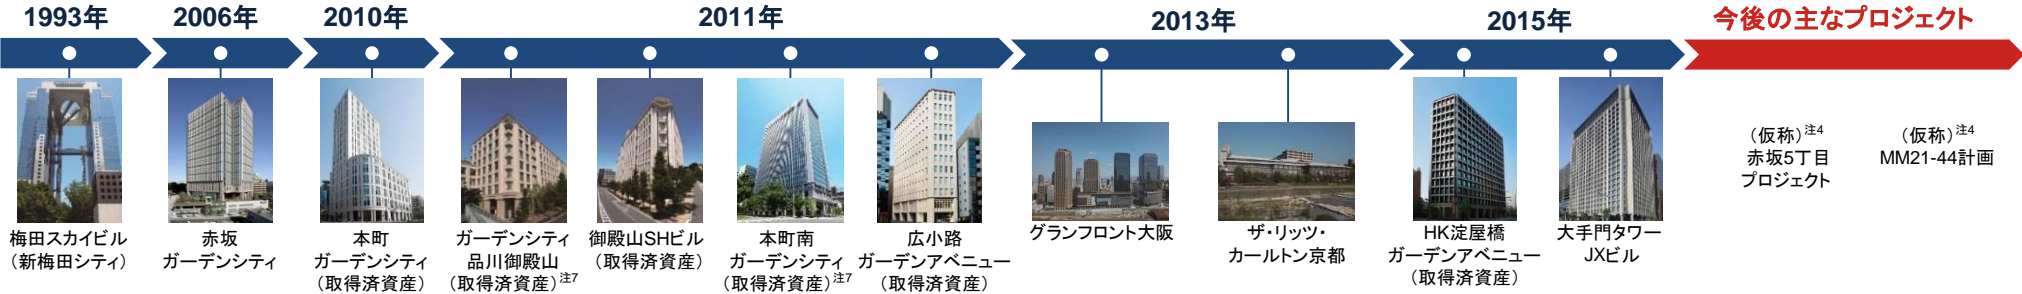 1993年
2006年
2010年
2011年
2013年
2015年
今後の主なプロジェクト
梅田スカイビル
（新梅田シティ）
赤坂
ガーデンシティ
本町
ガーデンシティ
（取得済資産）
ガーデンシティ
品川御殿山
（取得済資産）注7
御殿山SHビル
（取得済資産）
本町南
ガーデンシティ
（取得済資産）注7
広小路
ガーデンアベニュー
（取得済資産）
グランフロント大阪
ザ・リッツ・
カールトン京都
HK淀屋橋
ガーデンアベニュー
（取得済資産）
大手門タワー
JXビル
（仮称）注4
赤坂5丁目
プロジェクト
（仮称）注4
MM21-44計画